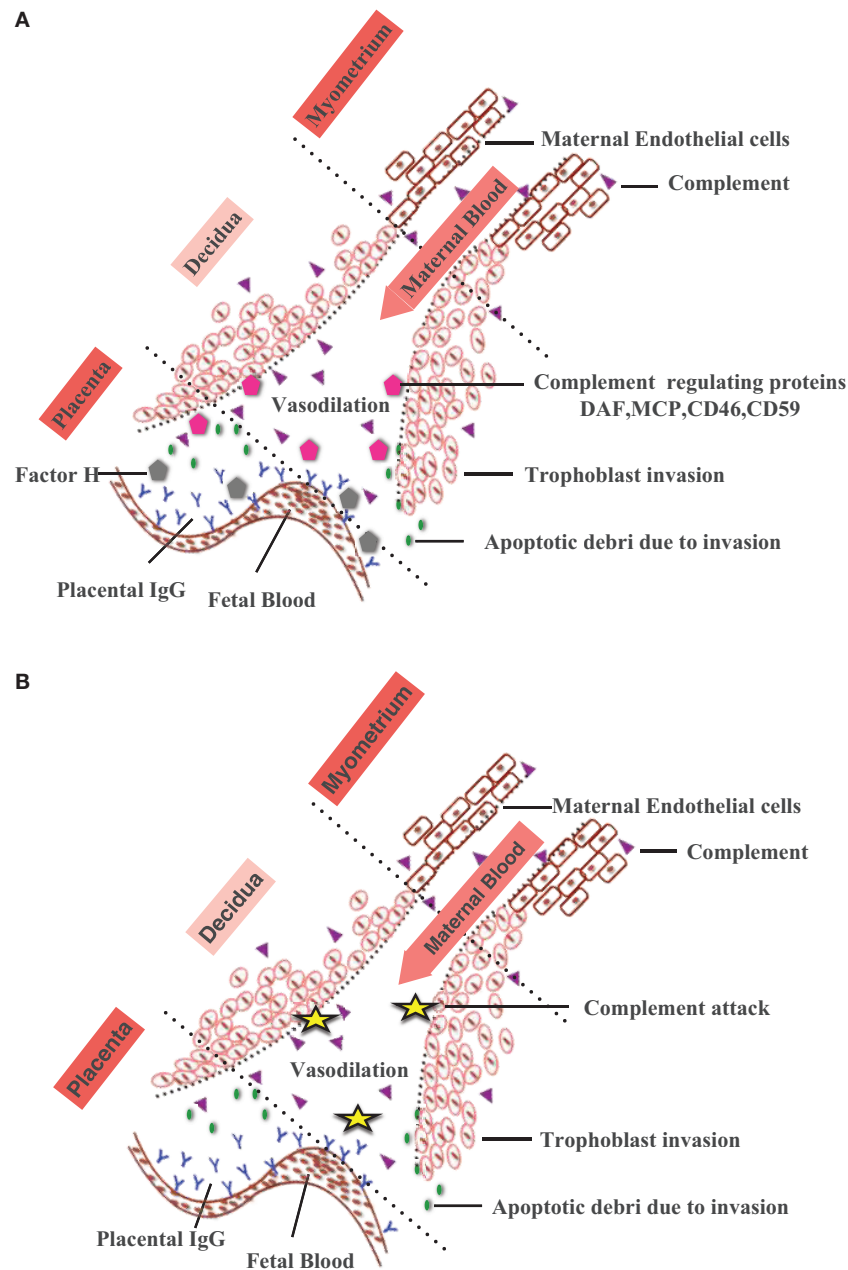 A
Myometrium
Maternal Endothelial cells
Complement
Maternal Blood
Decidua
Placenta
Complement regulating proteins
DAF,MCP,CD46,CD59
Vasodilation
Factor H
Trophoblast invasion
Apoptotic debri due to invasion
Placental IgG
Fetal Blood
B
Myometrium
Maternal Endothelial cells
Complement
Maternal Blood
Decidua
Complement attack
Placenta
Vasodilation
Trophoblast invasion
Apoptotic debri due to invasion
Placental IgG
Fetal Blood